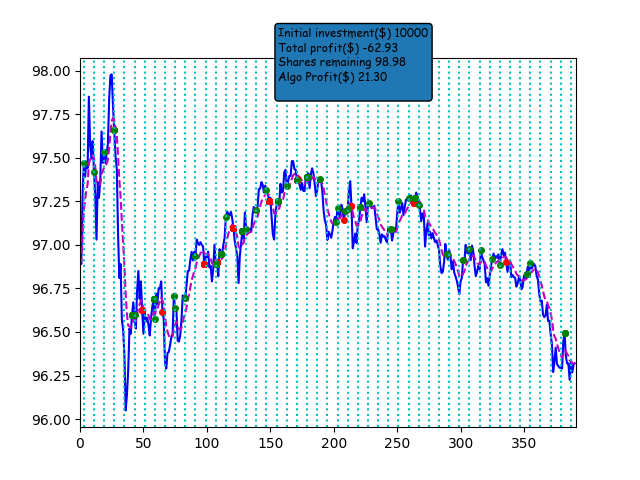 Initial investment($) 10000
Total profit($) -62.93
Shares remaining 98.98
Algo Profit($) 21.30
98.00
97.75
97.50
97.25
97.00
96.75
96.50
96.25
96.00
0 50 100 150 200 250 300 350